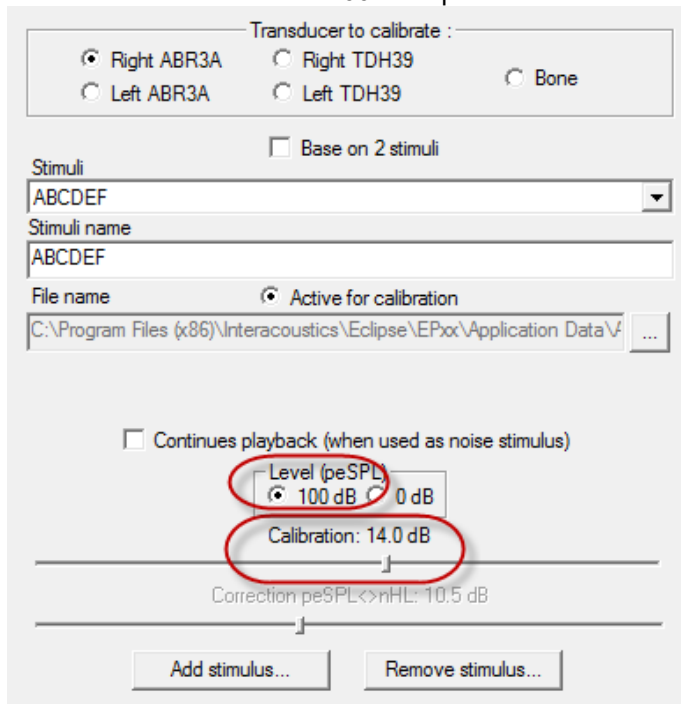 Transducer to calibrate :
Right ABR3A Right TDH39
Bone
Left ABR3A Left TDH39
Base on 2 stimuli
Stimuli
ABCDEF
Stimuli name
ABCDEF
File name Active for calibration
C:\Program Files (x86)\Interacoustics\Eclipse\EPxx\Application Data\A ...
Continues playback (when used as noise stimulus)
Level (peSPL)
100 dB 0 dB
Calibration: 14.0 dB
Correction peSPL<>nHL: 10.5 dB
Add stimulus... Remove stimulus...